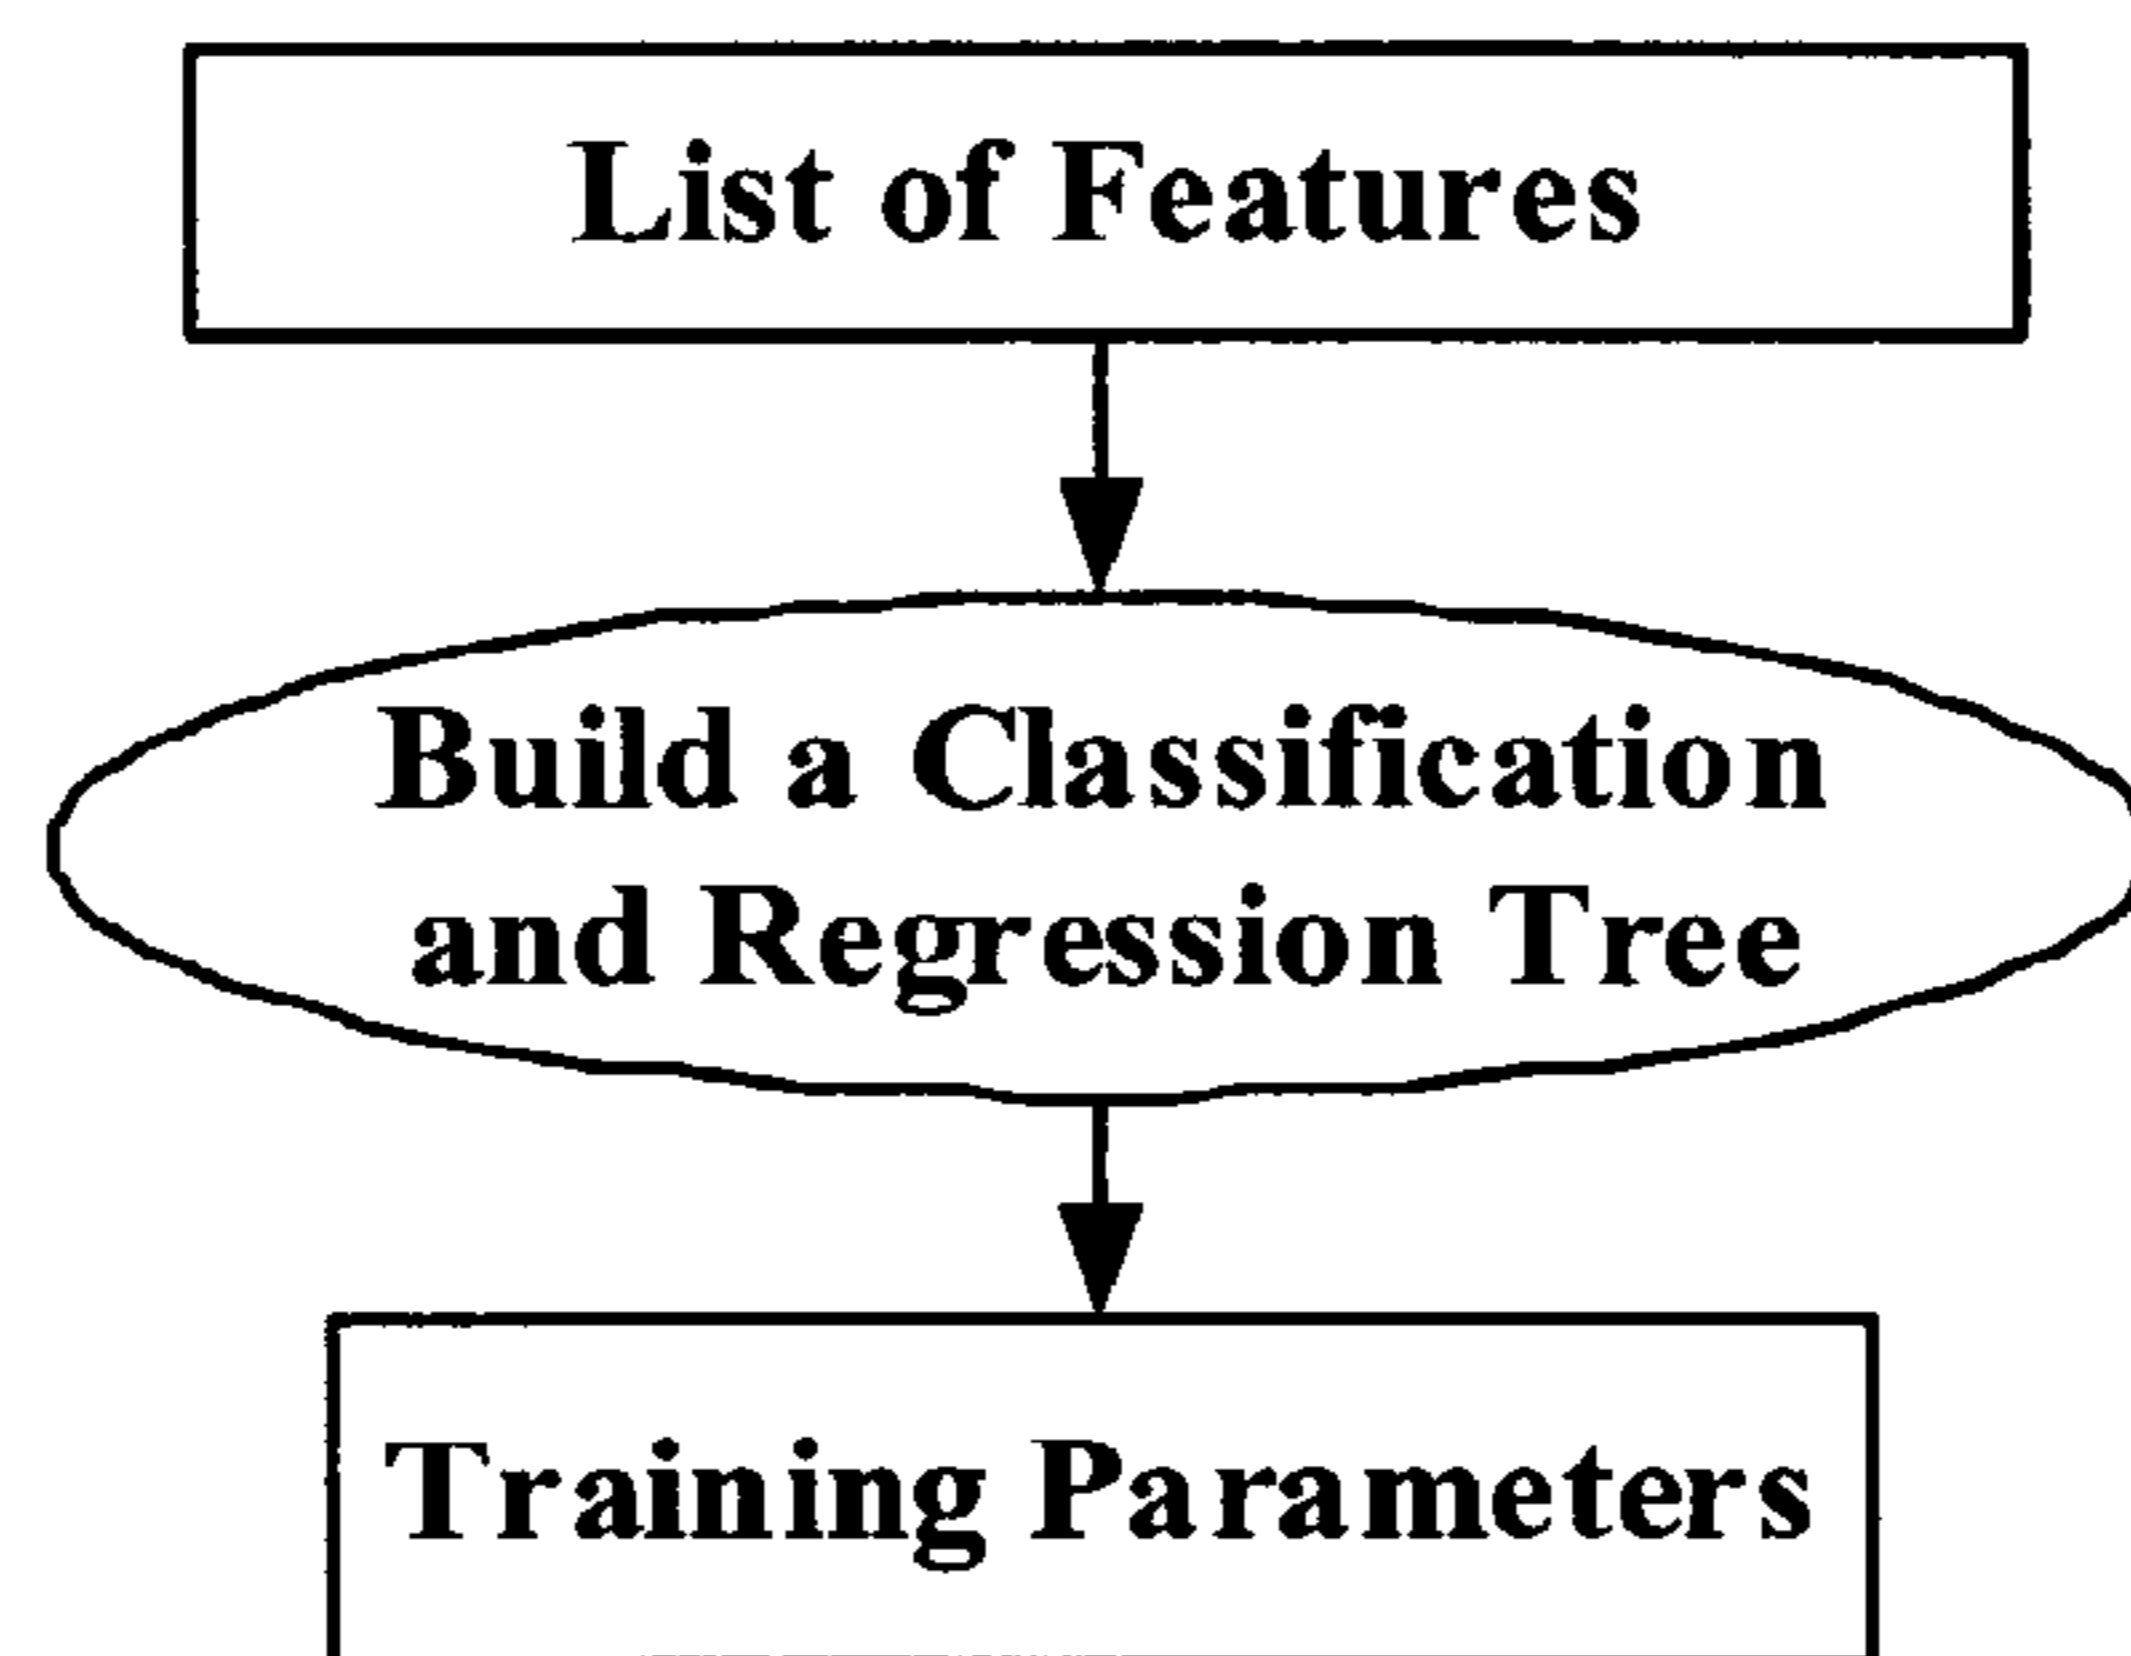 List of Features
Build a Classification
and Regression Tree
Training Parameters